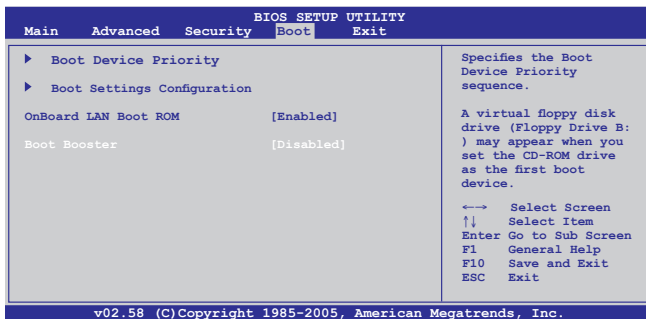 BIOS SETUP UTILITY
Main Advanced Security Boot Exit
Boot Device Priority
Boot Settings Configuration
OnBoard LAN Boot ROM [Enabled]
Boot Booster [Disabled]
Specifies the Boot
Device Priority
sequence.
A virtual floppy disk
drive (Floppy Drive B:
) may appear when you
set the CD-ROM drive
as the first boot
device.
←→ Select Screen
↑↓ Select Item
Enter Go to Sub Screen
F1 General Help
F10 Save and Exit
ESC Exit
v02.58 (C)Copyright 1985-2005, American Megatrends, Inc.